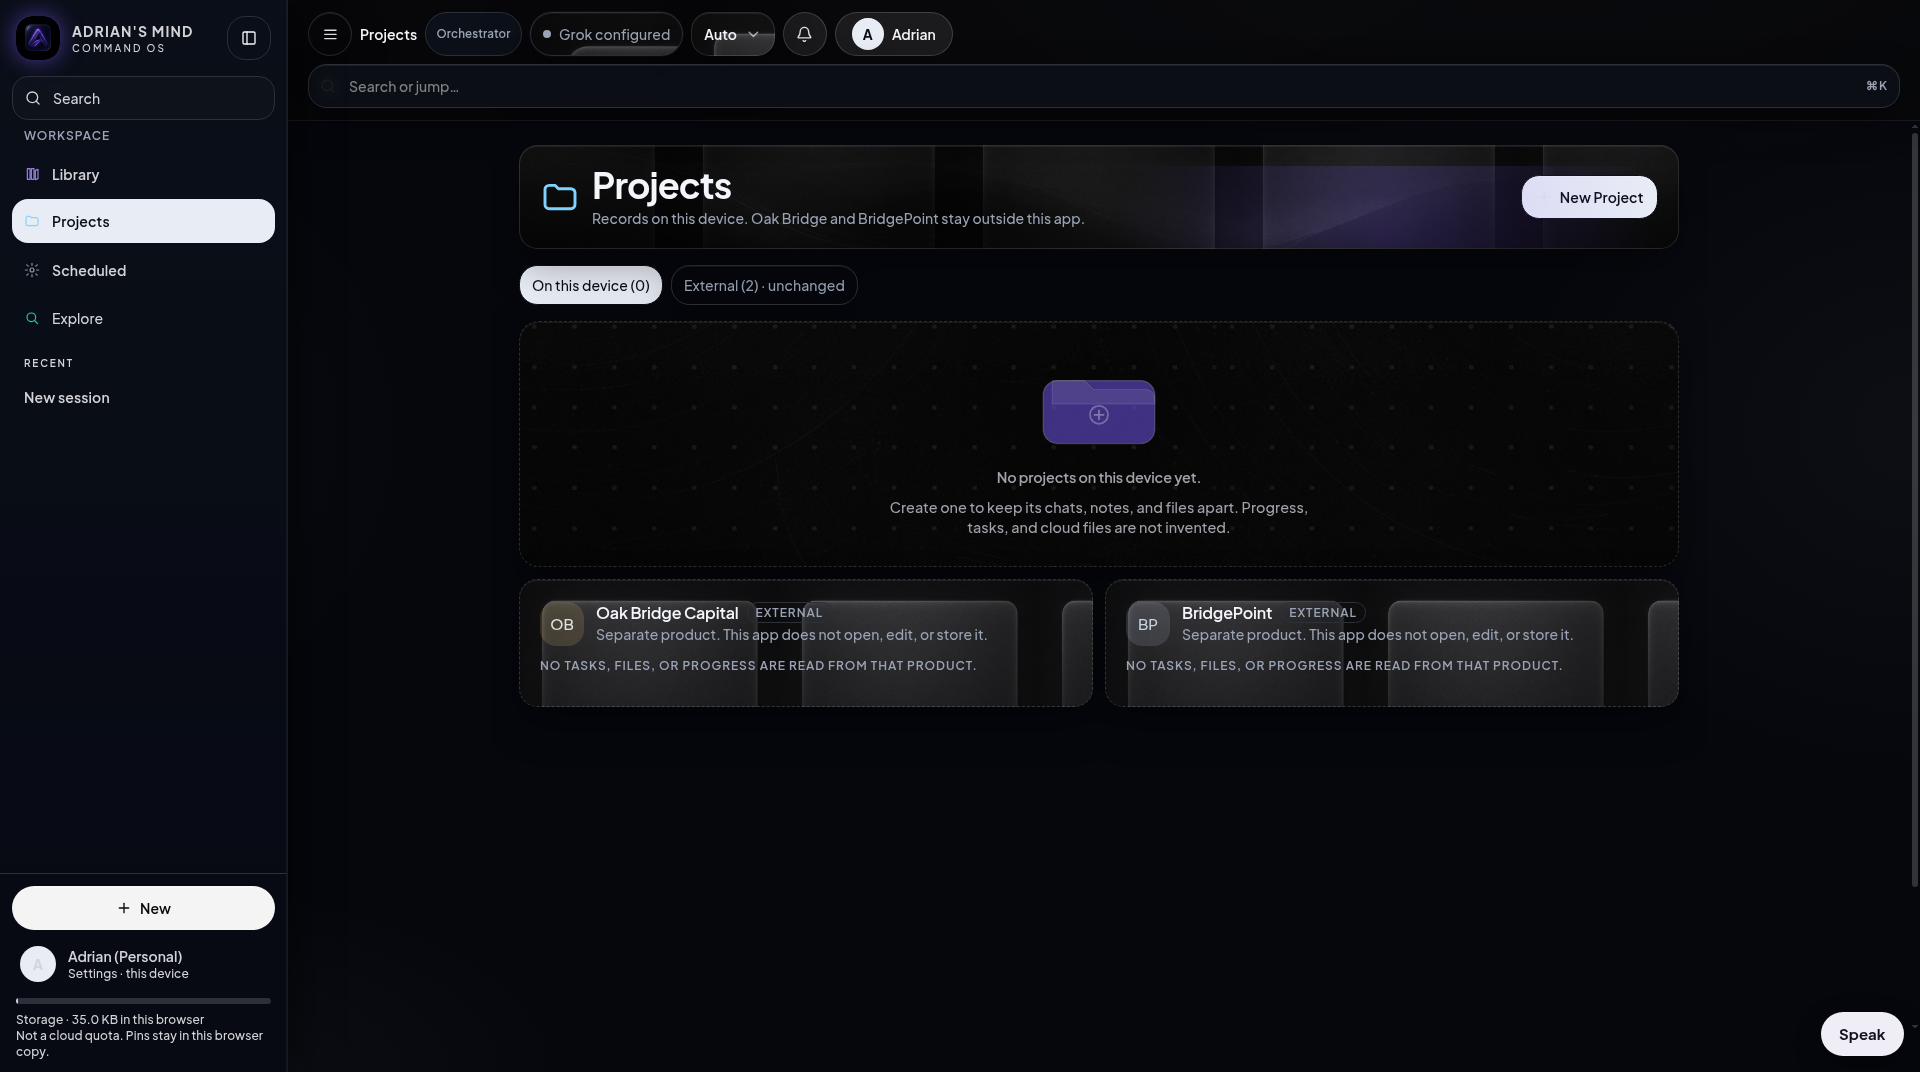 ADRIAN'S MIND
COMMAND OS
Search
WORKSPACE
Library
Projects
Scheduled
Explore
RECENT
New session
New
A
Adrian (Personal)
Settings · this device
Storage · 35.0 KB in this browser
Not a cloud quota. Pins stay in this browser
copy.
Projects
Orchestrator
Grok configured
Auto
A
Adrian
Search or jump…
⌘K
Projects
Records on this device. Oak Bridge and BridgePoint stay outside this app.
New Project
On this device (0)
External (2) · unchanged
No projects on this device yet.
Create one to keep its chats, notes, and files apart. Progress,
tasks, and cloud files are not invented.
OB
Oak Bridge Capital
EXTERNAL
Separate product. This app does not open, edit, or store it.
NO TASKS, FILES, OR PROGRESS ARE READ FROM THAT PRODUCT.
BP
BridgePoint
EXTERNAL
Separate product. This app does not open, edit, or store it.
NO TASKS, FILES, OR PROGRESS ARE READ FROM THAT PRODUCT.
Speak